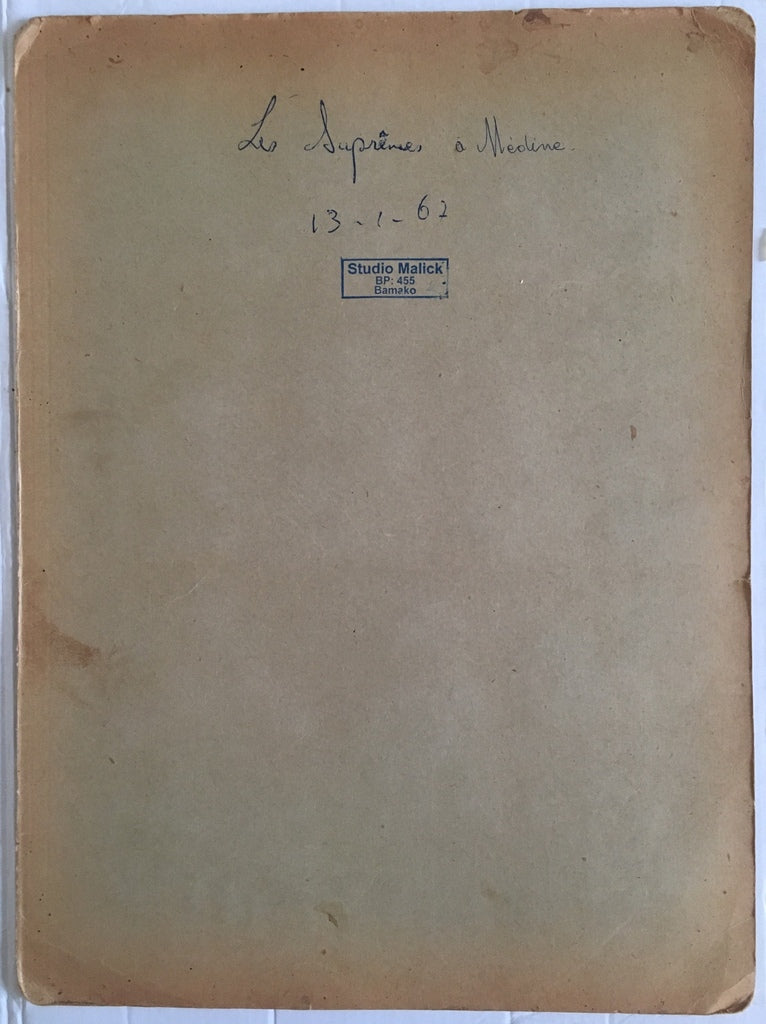 Les Suprêmes à Médine.
13-1-62
Studio Malick
BP: 455
Bamako